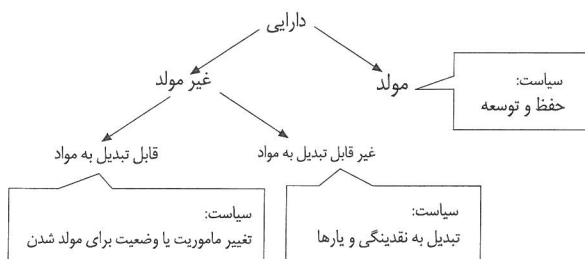 دارایی
مولد
غیر مولد
سیاست:
حفظ و توسعه
غیر قابل تبدیل به مواد
قابل تبدیل به مواد
سیاست:
تبدیل به نقدینگی و یارها
سیاست:
تغییر ماموریت یا وضعیت برای مولد شدن